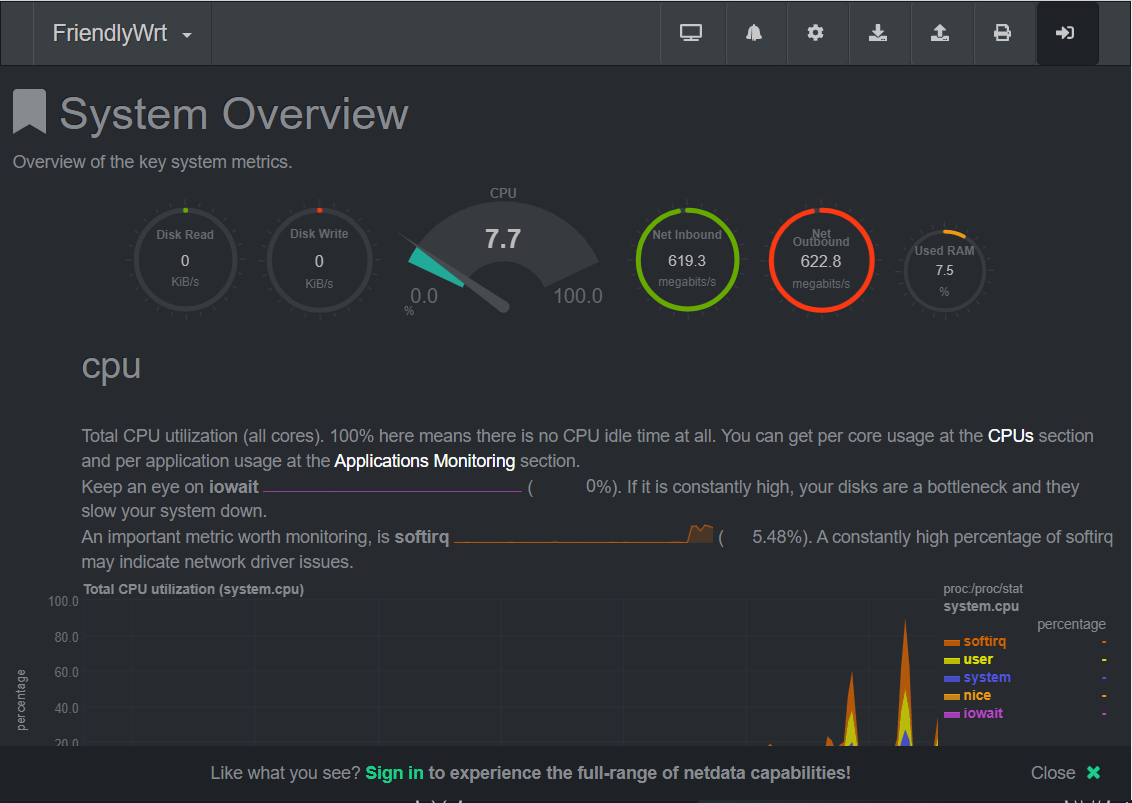 FriendlyWrt
System Overview
Overview of the key system metrics.
Disk Read
0
KiB/s
Disk Write
0
KiB/s
CPU
7.7
0.0
100.0
%
Net Inbound
619.3
megabits/s
Net
Outbound
622.8
megabits/s
Used RAM
7.5
%
cpu
Total CPU utilization (all cores). 100% here means there is no CPU idle time at all. You can get per core usage at the CPUs section
and per application usage at the Applications Monitoring section.
Keep an eye on iowait ( 0%). If it is constantly high, your disks are a bottleneck and they
slow your system down.
An important metric worth monitoring, is softirq ( 5.48%). A constantly high percentage of softirq
may indicate network driver issues.
Total CPU utilization (system.cpu)
100.0
80.0
60.0
40.0
20.0
percentage
proc:/proc/stat
system.cpu
percentage
softirq -
user -
system -
nice -
iowait -
Like what you see? Sign in to experience the full-range of netdata capabilities!
Close ✖